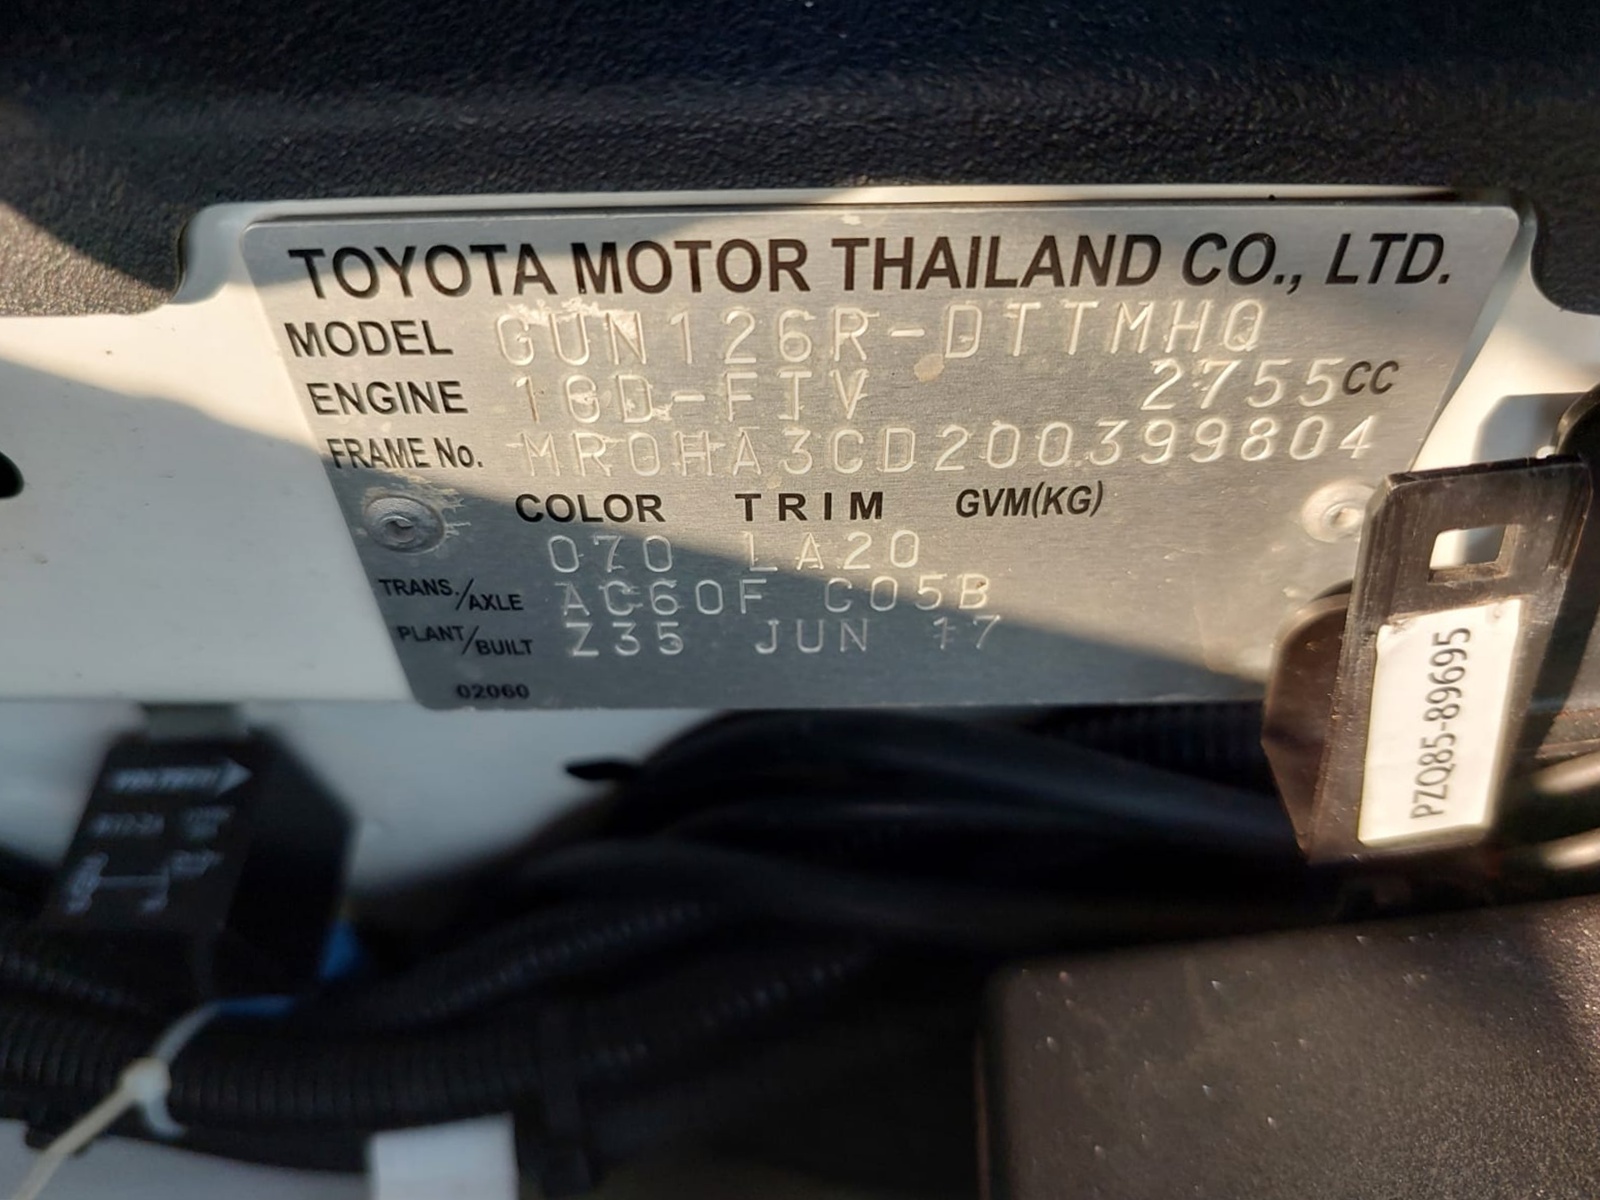 TOYOTA MOTOR THAILAND CO., LTD.
MODEL GUN126R-DTTMHQ
ENGINE 1GD-FTV 2755CC
FRAME No. MR0HA3CD200399804
COLOR TRIM GVM(KG)
070 LA20
TRANS./AXLE AC60F C05B
PLANT/BUILT Z35 JUN 17
02060
PZQ85-89695